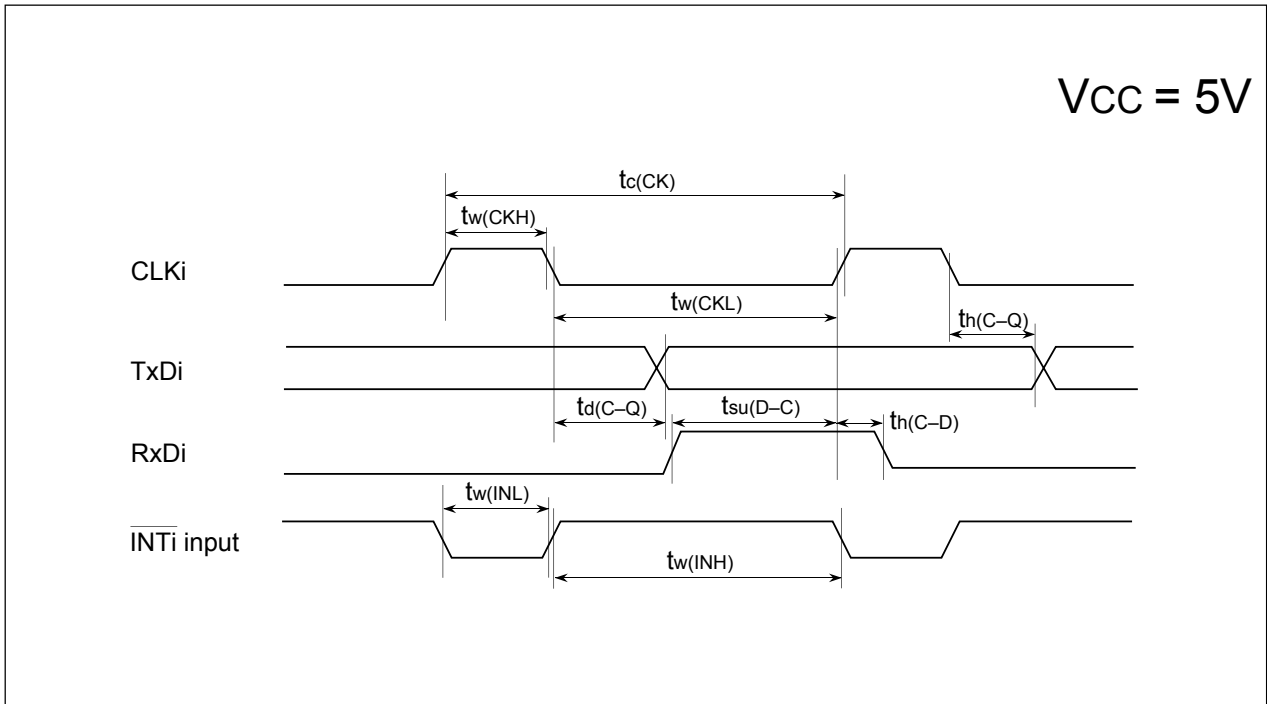 VCC = 5V
tc(CK)
tw(CKH)
CLKi
tw(CKL)
th(C–Q)
TxDi
td(C–Q)
tsu(D–C)
th(C–D)
RxDi
tw(INL)
INTi input
tw(INH)